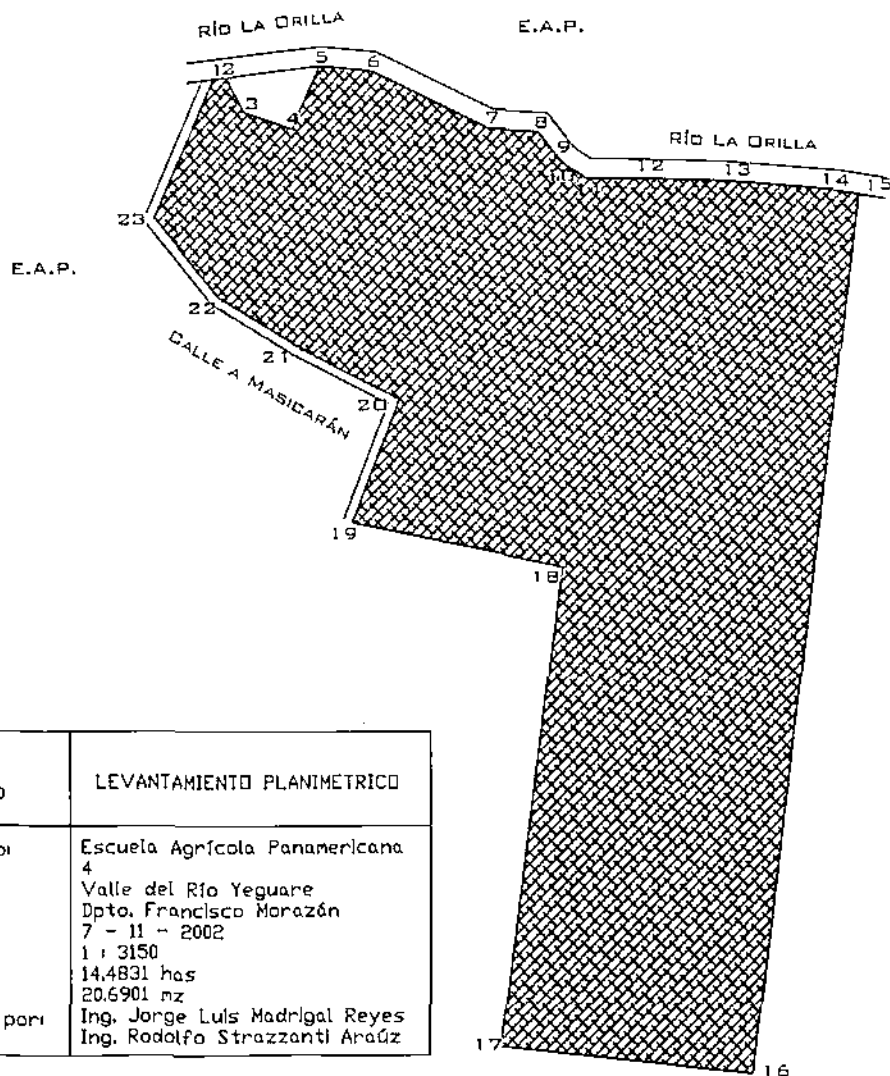 RÍO LA ORILLA
E.A.P.
12
3
4
5
6
7
8
9
10
11
12
13
14
15
RÍO LA ORILLA
23
E.A.P.
22
21
20
CALLE A MASICARÁN
19
18
17
16
O
LEVANTAMIENTO PLANIMETRICO
Escuela Agrícola Panamericana
4
Valle del Río Yeguare
Dpto. Francisco Morazán
7 - 11 - 2002
1 : 3150
14.4831 has
20.6901 mz
por: Ing. Jorge Luis Madrigal Reyes
Ing. Rodolfo Strazzanti Araúz